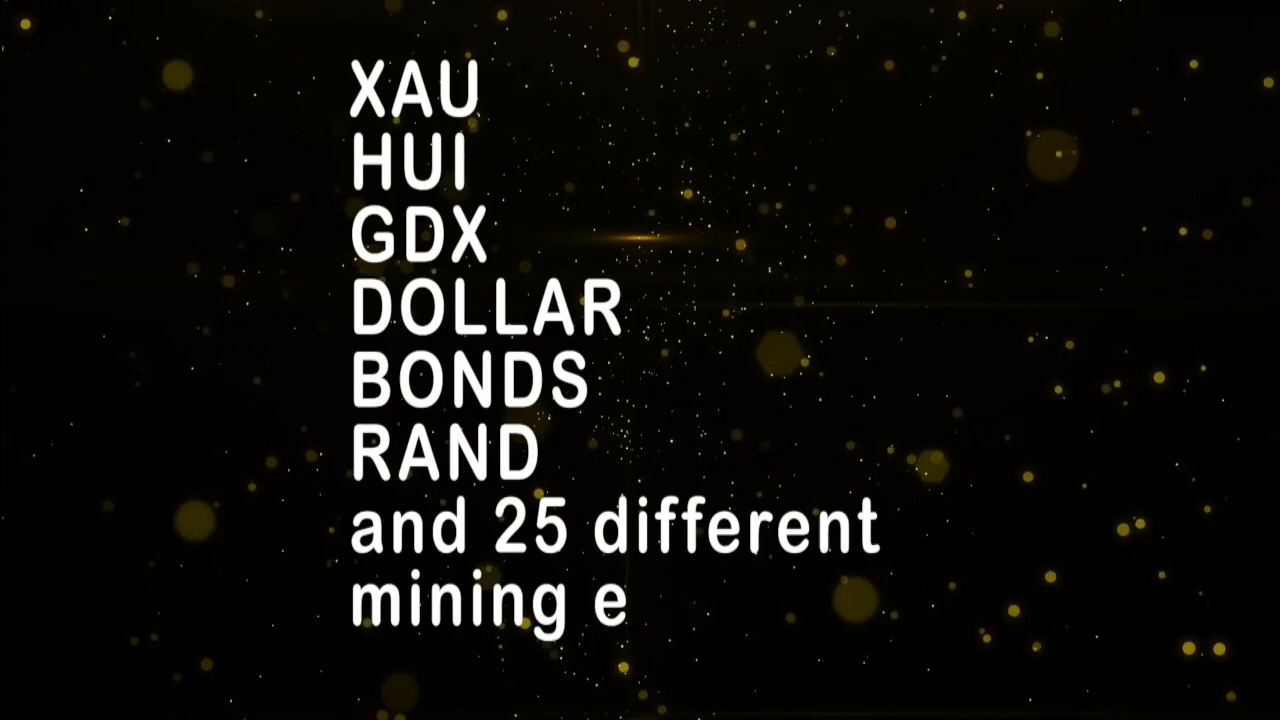 XAU
HUI
GDX
DOLLAR
BONDS
RAND
and 25 different
mining e